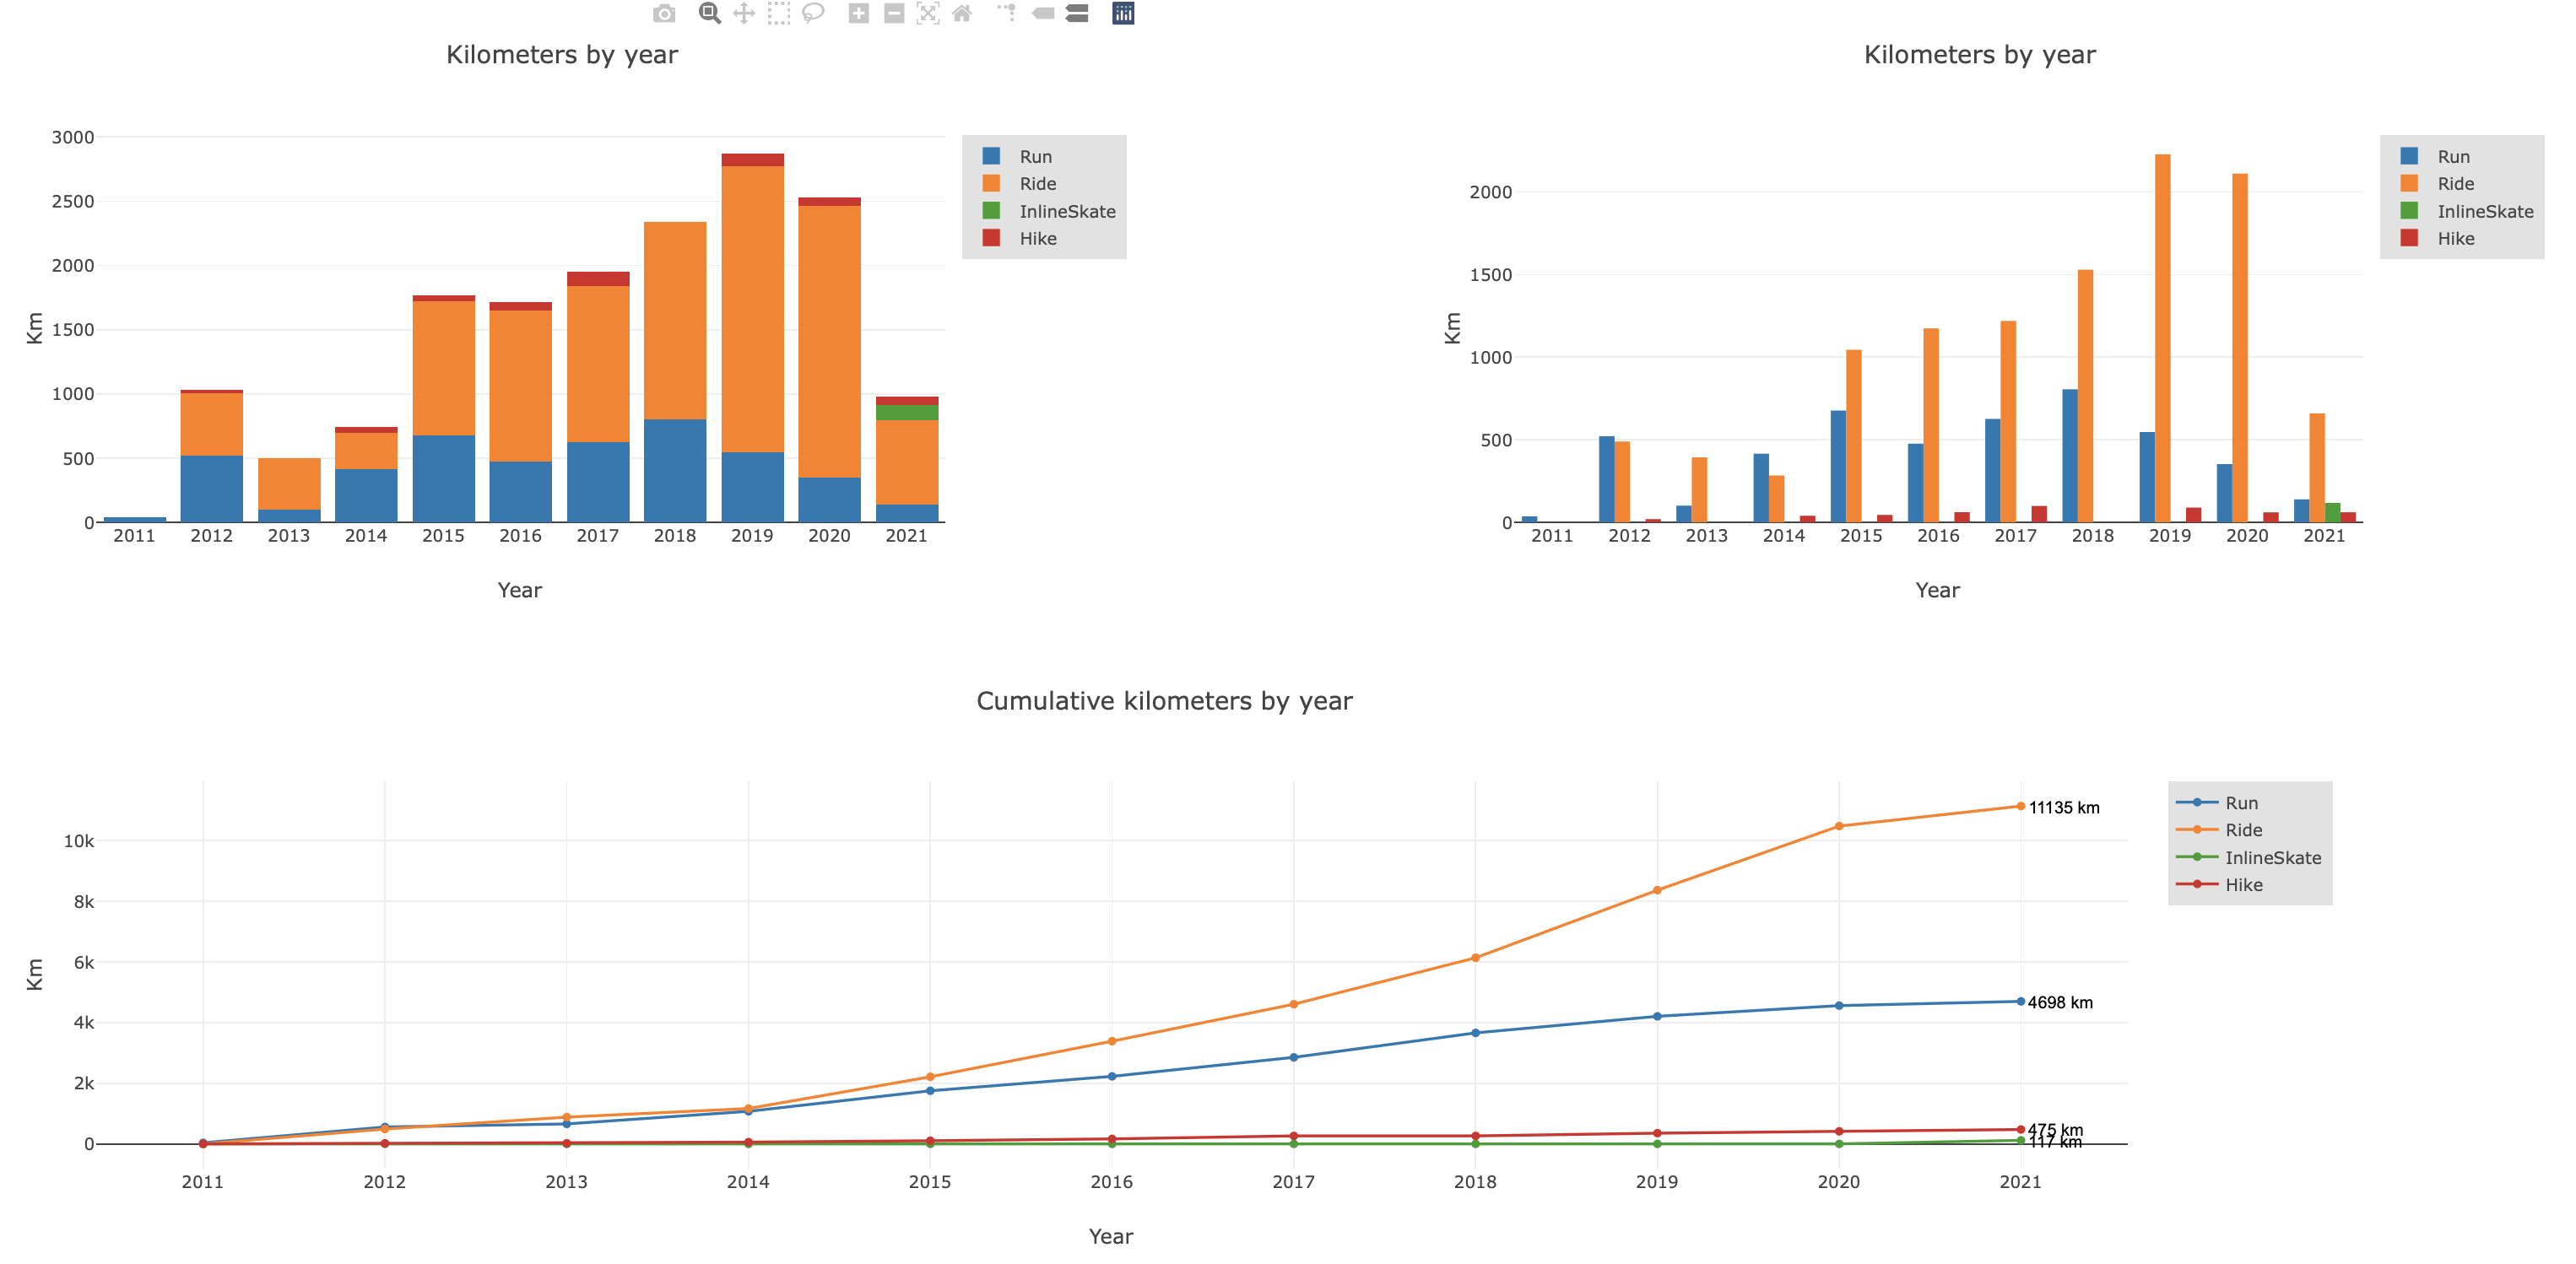 Kilometers by year
3000
2500
2000
1500
1000
500
0
Km
2011 2012 2013 2014 2015 2016 2017 2018 2019 2020 2021
Year
Run
Ride
InlineSkate
Hike
Kilometers by year
2000
1500
1000
500
0
Km
2011 2012 2013 2014 2015 2016 2017 2018 2019 2020 2021
Year
Run
Ride
InlineSkate
Hike
Cumulative kilometers by year
10k
8k
6k
4k
2k
0
Km
11135 km
4698 km
475 km
117 km
2011 2012 2013 2014 2015 2016 2017 2018 2019 2020 2021
Year
Run
Ride
InlineSkate
Hike